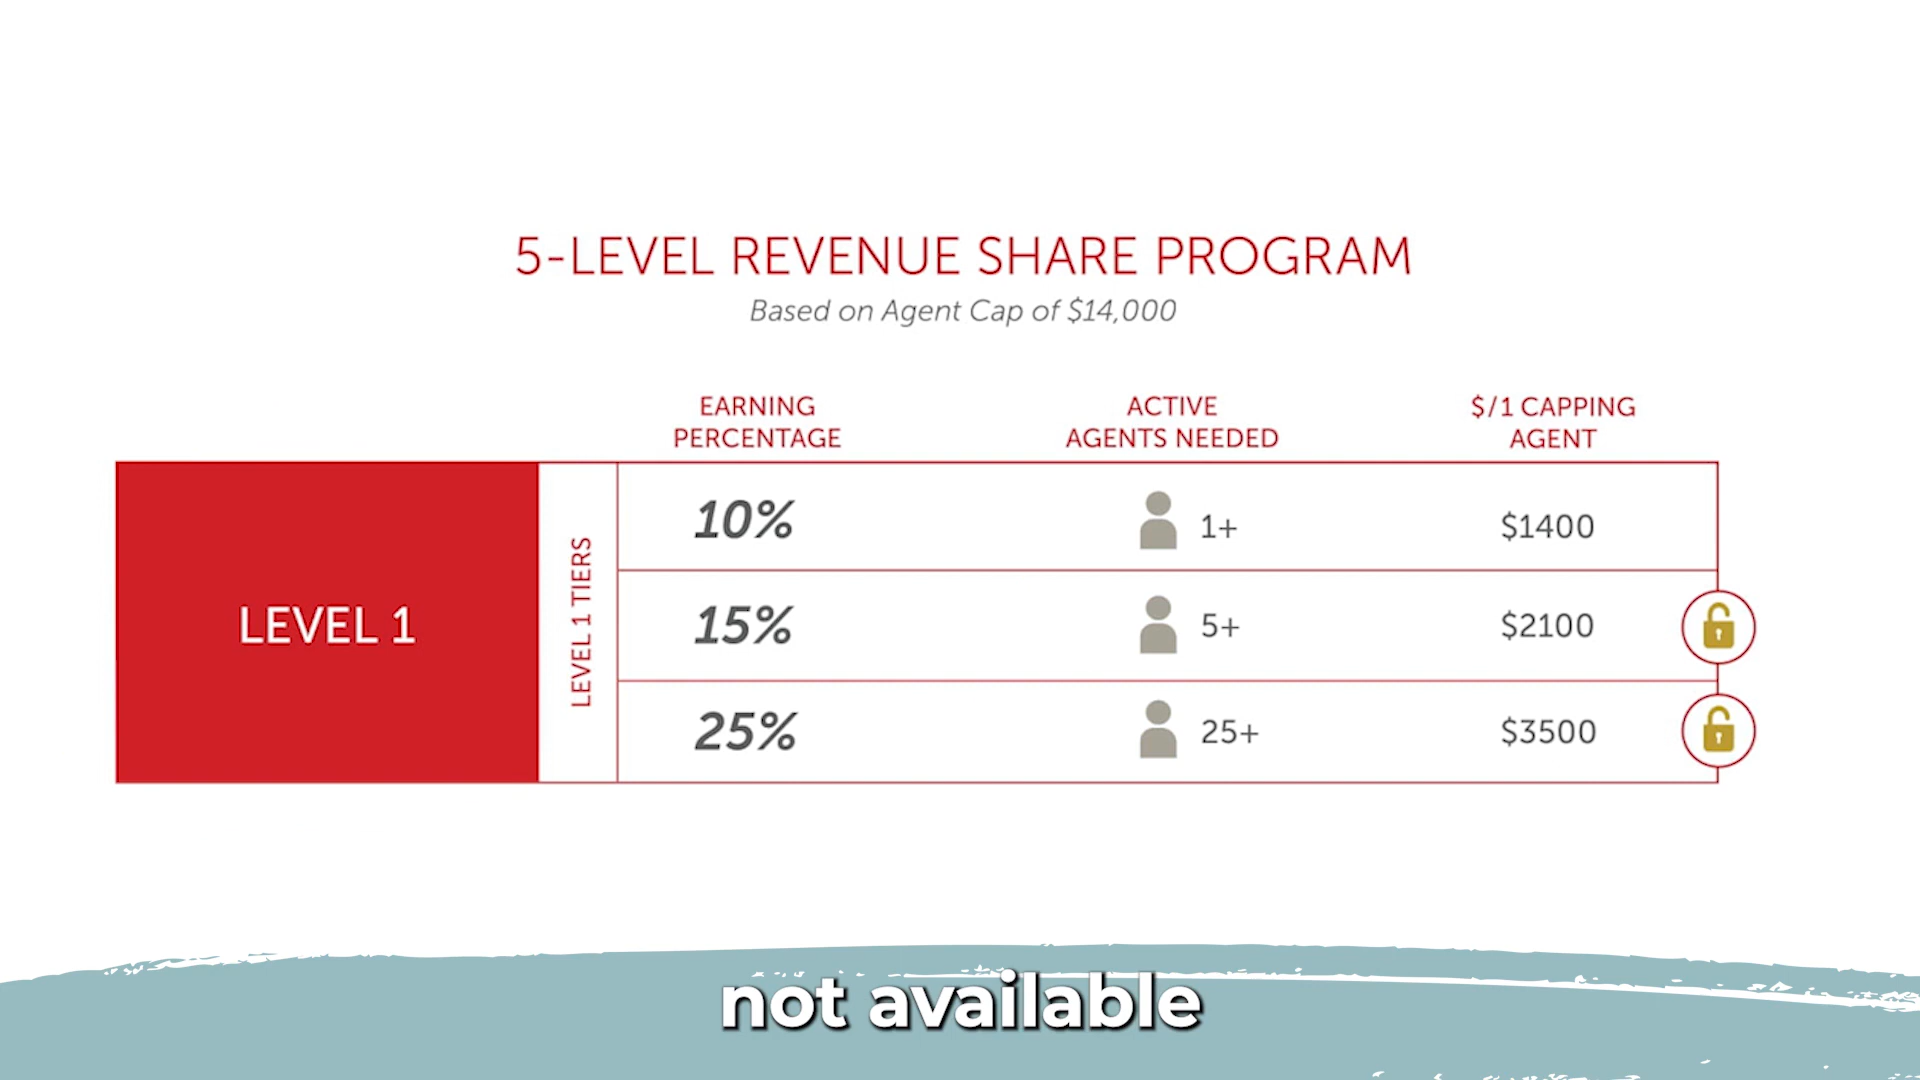 5-LEVEL REVENUE SHARE PROGRAM
Based on Agent Cap of $14,000
EARNING
PERCENTAGE
ACTIVE
AGENTS NEEDED
$/1 CAPPING
AGENT
LEVEL 1
LEVEL 1 TIERS
10%
1+
$1400
15%
5+
$2100
25%
25+
$3500
not available